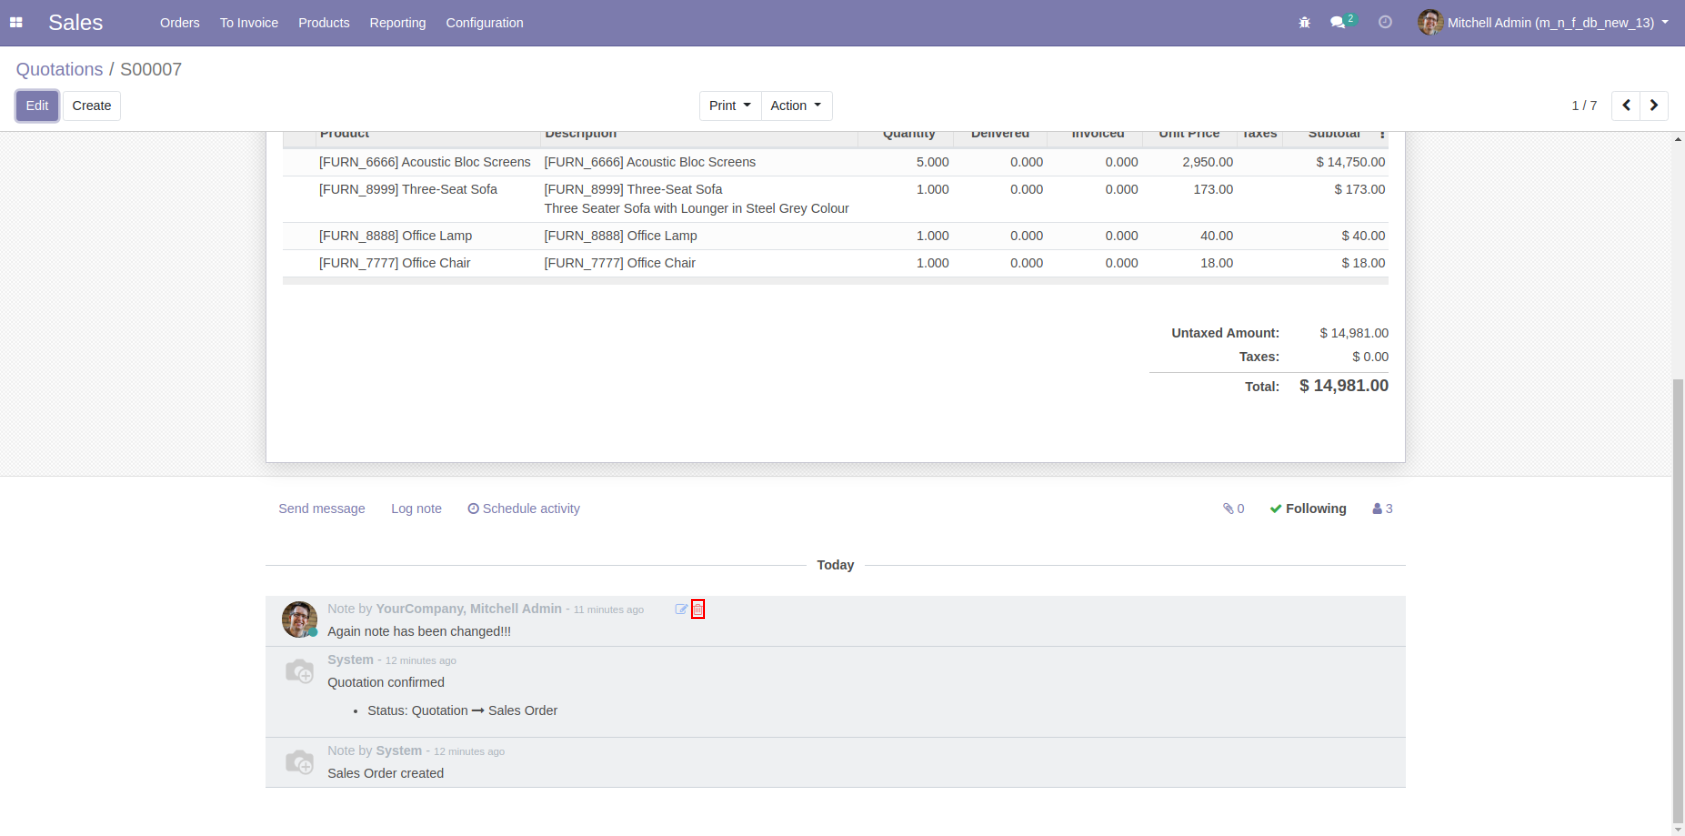 Sales Orders To Invoice Products Reporting Configuration 2 Mitchell Admin (m_n_f_db_new_13)
Quotations / S00007
Edit Create Print Action 1 / 7
Product Description Quantity Delivered Invoiced Unit Price Taxes Subtotal
[FURN_6666] Acoustic Bloc Screens [FURN_6666] Acoustic Bloc Screens 5.000 0.000 0.000 2,950.00 $ 14,750.00
[FURN_8999] Three-Seat Sofa [FURN_8999] Three-Seat Sofa 1.000 0.000 0.000 173.00 $ 173.00
Three Seater Sofa with Lounger in Steel Grey Colour
[FURN_8888] Office Lamp [FURN_8888] Office Lamp 1.000 0.000 0.000 40.00 $ 40.00
[FURN_7777] Office Chair [FURN_7777] Office Chair 1.000 0.000 0.000 18.00 $ 18.00
Untaxed Amount: $ 14,981.00
Taxes: $ 0.00
Total: $ 14,981.00
Send message Log note Schedule activity 0 Following 3
Today
Note by YourCompany, Mitchell Admin - 11 minutes ago
Again note has been changed!!!
System - 12 minutes ago
Quotation confirmed
• Status: Quotation → Sales Order
Note by System - 12 minutes ago
Sales Order created